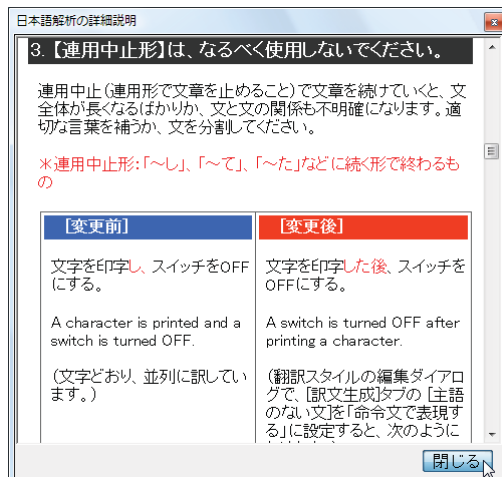 日本語解析の詳細説明
3. 【連用中止形】は、なるべく使用しないでください。
連用中止(連用形で文章を止めること)で文章を続けていくと、文
全体が長くなるばかりか、文と文の関係も不明確になります。適
切な言葉を補うか、文を分割してください。
※連用中止形:「~し」、「~て」、「~た」などに続く形で終わるも
の
[変更前]
文字を印字し、スイッチをOFF
にする。
A character is printed and a
switch is turned OFF.
(文字どおり、並列に訳してい
ます。)
[変更後]
文字を印字した後、スイッチを
OFFにする。
A switch is turned OFF after
printing a character.
(翻訳スタイルの編集ダイアロ
グで、[訳文生成]タブの [主語
のない文]を「命令文で表現す
る」に設定すると、次のように
閉じる